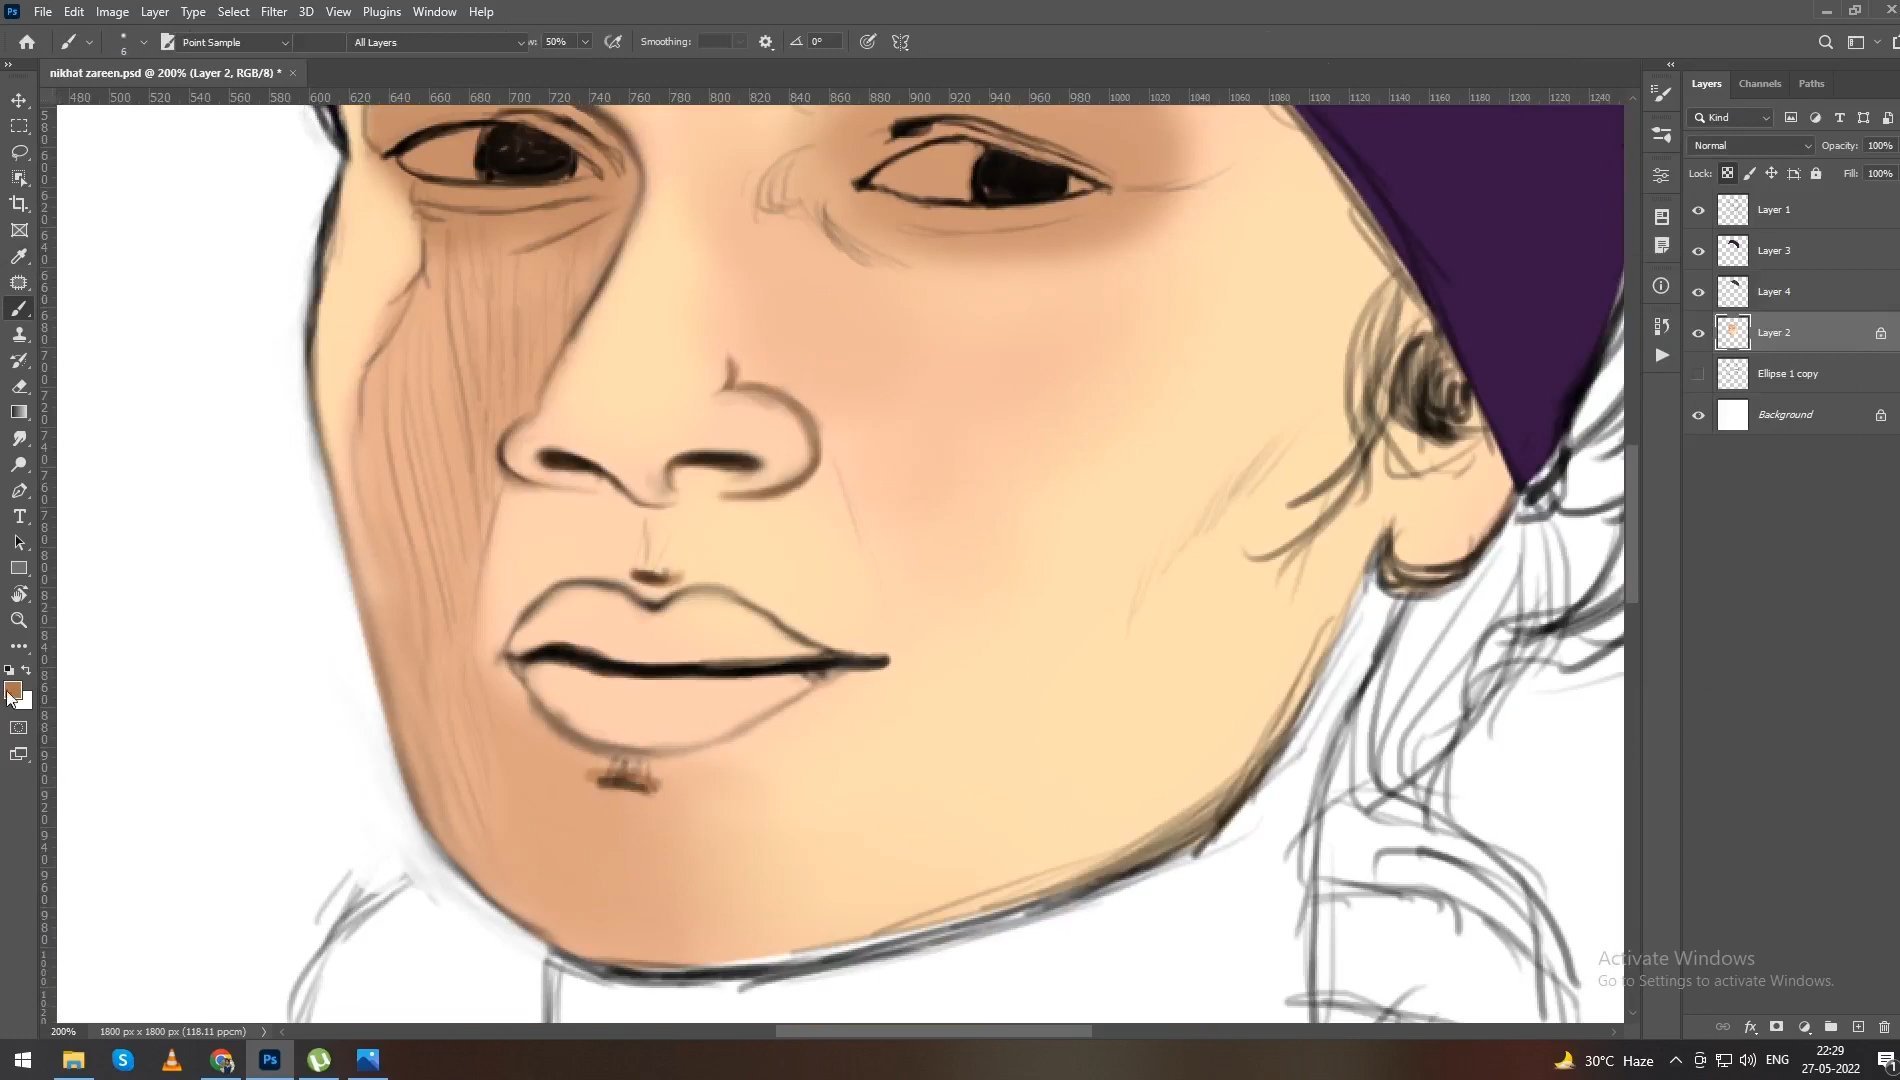 File Edit Image Layer Type Select Filter 3D View Plugins Window Help
6 Point Sample All Layers w: 50% Smoothing: 0°
nikhat zareen.psd @ 200% (Layer 2, RGB/8) * ×
480 500 520 540 560 580 600 620 640 660 680 700 720 740 760 780 800 820 840 860 880 900 920 940 960 980 1000 1020 1040 1060 1080 1100 1120 1140 1160 1180 1200 1220 1240
Layers Channels Paths
Kind
Normal Opacity: 100%
Lock: Fill: 100%
Layer 1
Layer 3
Layer 4
Layer 2
Ellipse 1 copy
Background
Activate Windows
Go to Settings to activate Windows.
200% 1800 px x 1800 px (118.11 ppcm)
30°C Haze ENG 22:29
27-05-2022